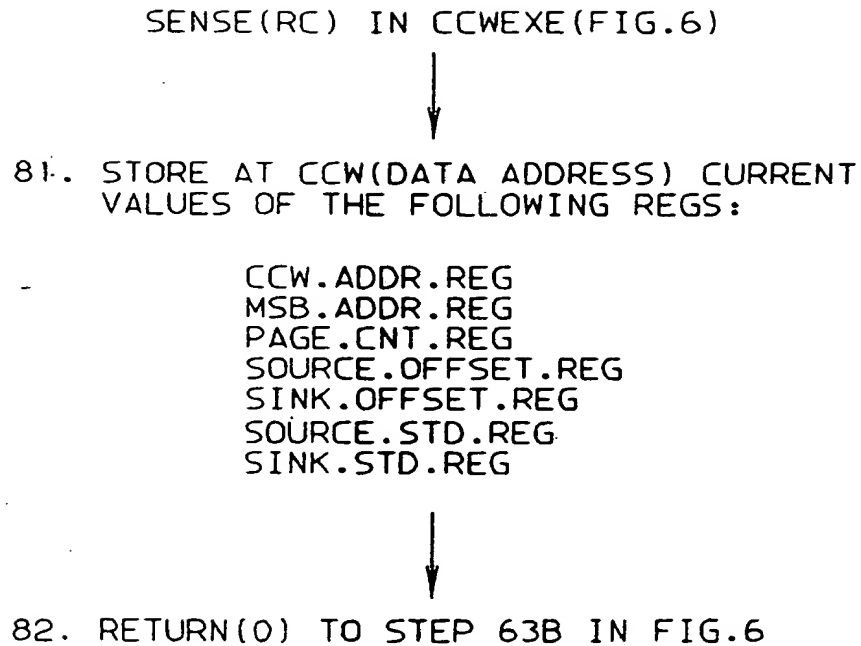 SENSE(RC) IN CCWEXE(FIG.6)
81. STORE AT CCW(DATA ADDRESS) CURRENT
VALUES OF THE FOLLOWING REGS:
CCW.ADDR.REG
MSB.ADDR.REG
PAGE.CNT.REG
SOURCE.OFFSET.REG
SINK.OFFSET.REG
SOURCE.STD.REG
SINK.STD.REG
82. RETURN(0) TO STEP 63B IN FIG.6